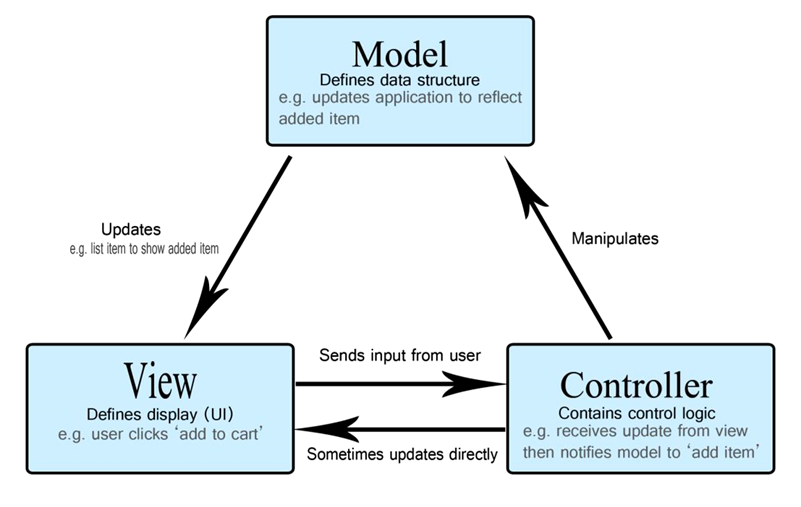 Model
Defines data structure
e.g. updates application to reflect
added item
Updates
e.g. list item to show added item
Manipulates
View
Defines display (UI)
e.g. user clicks ‘add to cart’
Sends input from user
Sometimes updates directly
Controller
Contains control logic
e.g. receives update from view
then notifies model to ‘add item’